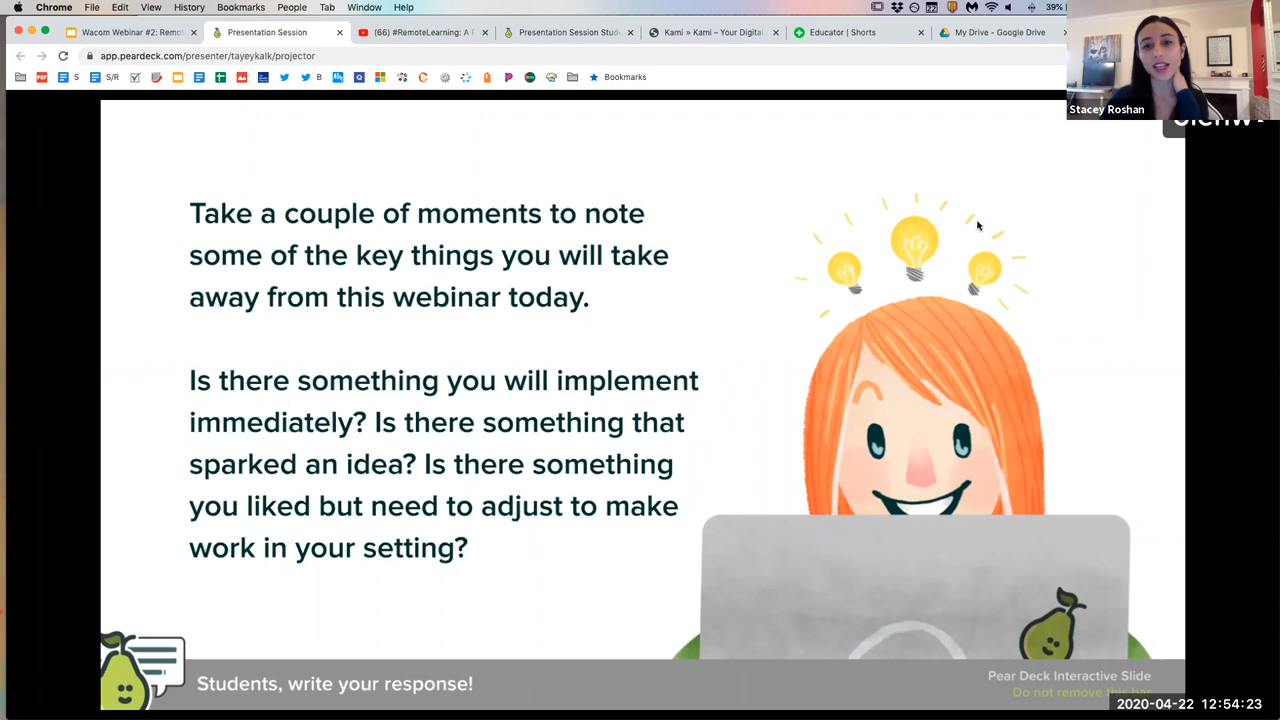 Chrome File Edit View History Bookmarks People Tab Window Help
39%
Wacom Webinar #2: Remot
Presentation Session
(66) #RemoteLearning: A
Presentation Session Stud
Kami > Kami – Your Digital
Educator | Shorts
My Drive - Google Drive
app.peardeck.com/presenter/tayeykalk/projector
S
S/R
B
Bookmarks
Stacey Roshan
Take a couple of moments to note
some of the key things you will take
away from this webinar today.
Is there something you will implement
immediately? Is there something that
sparked an idea? Is there something
you liked but need to adjust to make
work in your setting?
Students, write your response!
Pear Deck Interactive Slide
Do not remove this bar
2020-04-22 12:54:23